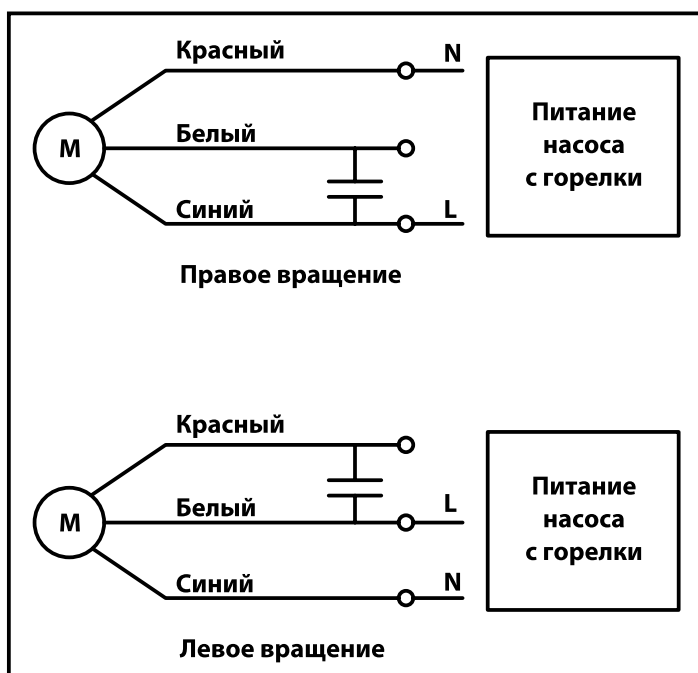 Красный
N
Белый
M
Синий
L
Питание
насоса
с горелки
Правое вращение
Красный
Белый
L
M
Синий
N
Питание
насоса
с горелки
Левое вращение